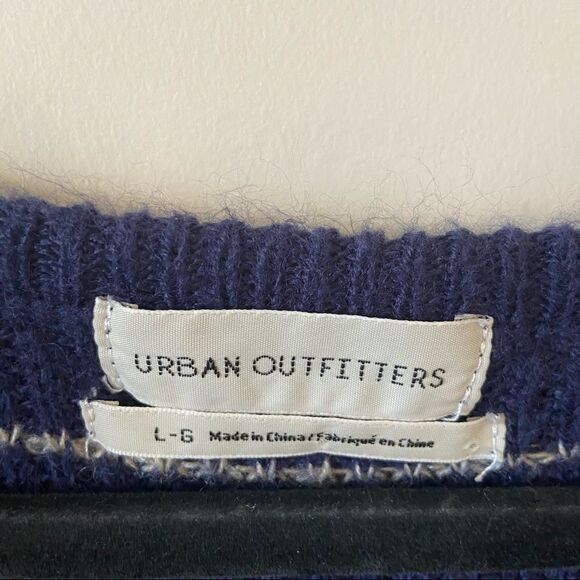 URBAN OUTFITTERS
L-G Made in China / Fabriqué en Chine